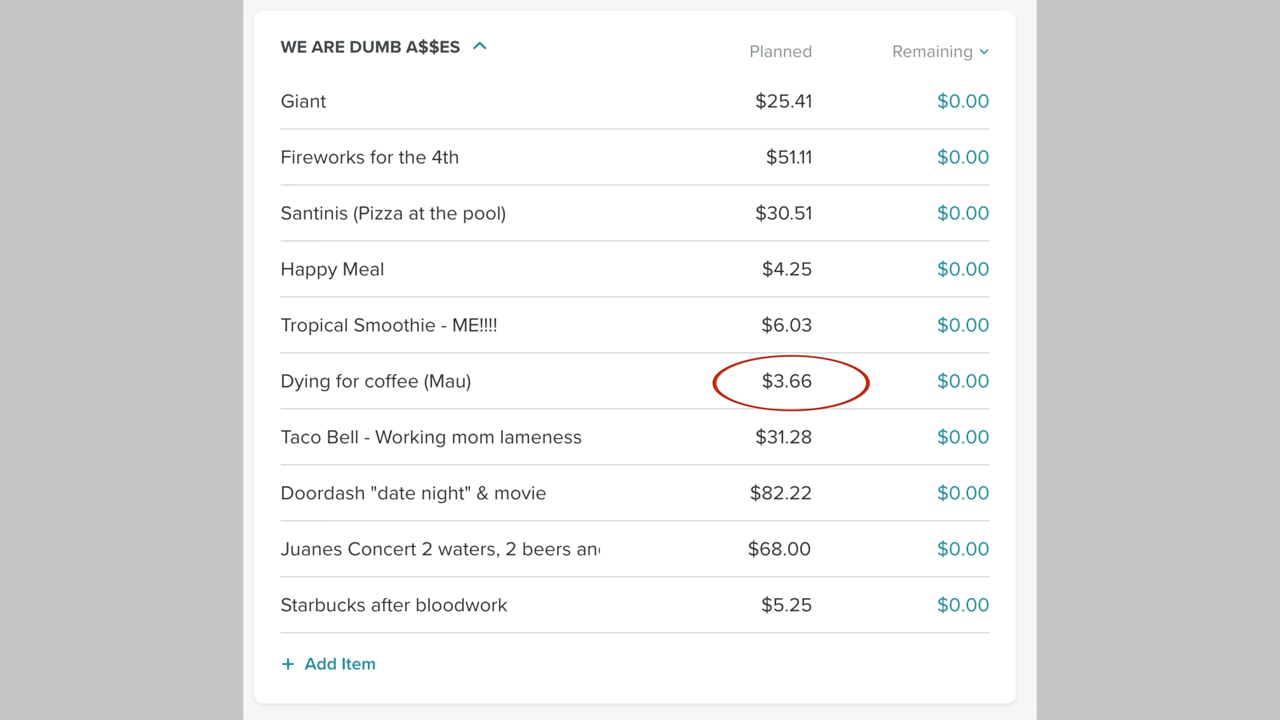 WE ARE DUMB A$$ES Planned Remaining
Giant $25.41 $0.00
Fireworks for the 4th $51.11 $0.00
Santinis (Pizza at the pool) $30.51 $0.00
Happy Meal $4.25 $0.00
Tropical Smoothie - ME!!!! $6.03 $0.00
Dying for coffee (Mau) $3.66 $0.00
Taco Bell - Working mom lameness $31.28 $0.00
Doordash "date night" & movie $82.22 $0.00
Juanes Concert 2 waters, 2 beers $68.00 $0.00
Starbucks after bloodwork $5.25 $0.00
+ Add Item